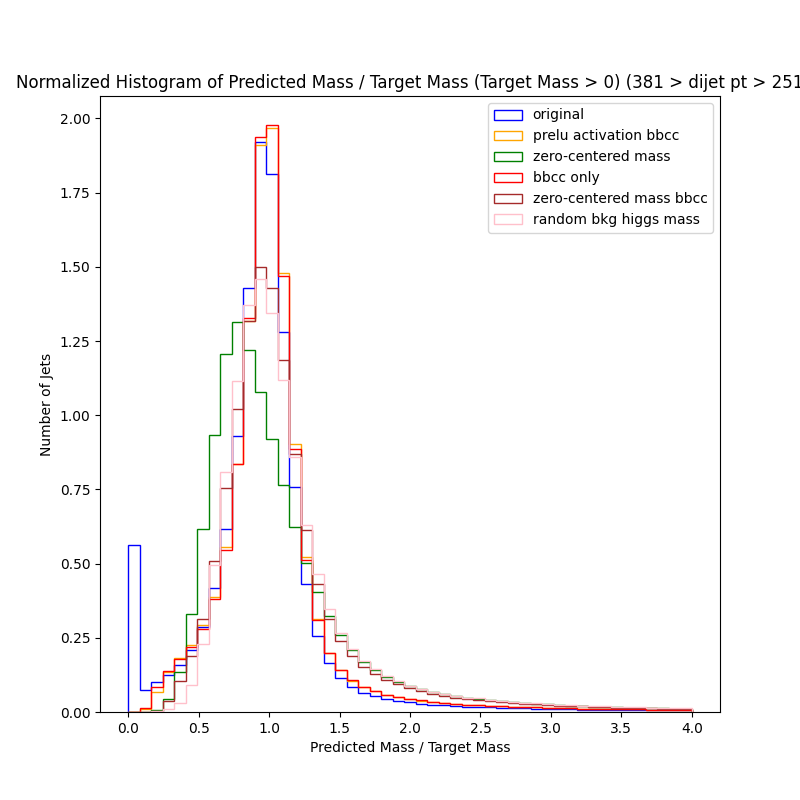 Normalized Histogram of Predicted Mass / Target Mass (Target Mass > 0) (381 > dijet pt > 251
original
prelu activation bbcc
zero-centered mass
bbcc only
zero-centered mass bbcc
random bkg higgs mass
2.00
1.75
1.50
1.25
1.00
0.75
0.50
0.25
0.00
Number of Jets
0.0 0.5 1.0 1.5 2.0 2.5 3.0 3.5 4.0
Predicted Mass / Target Mass